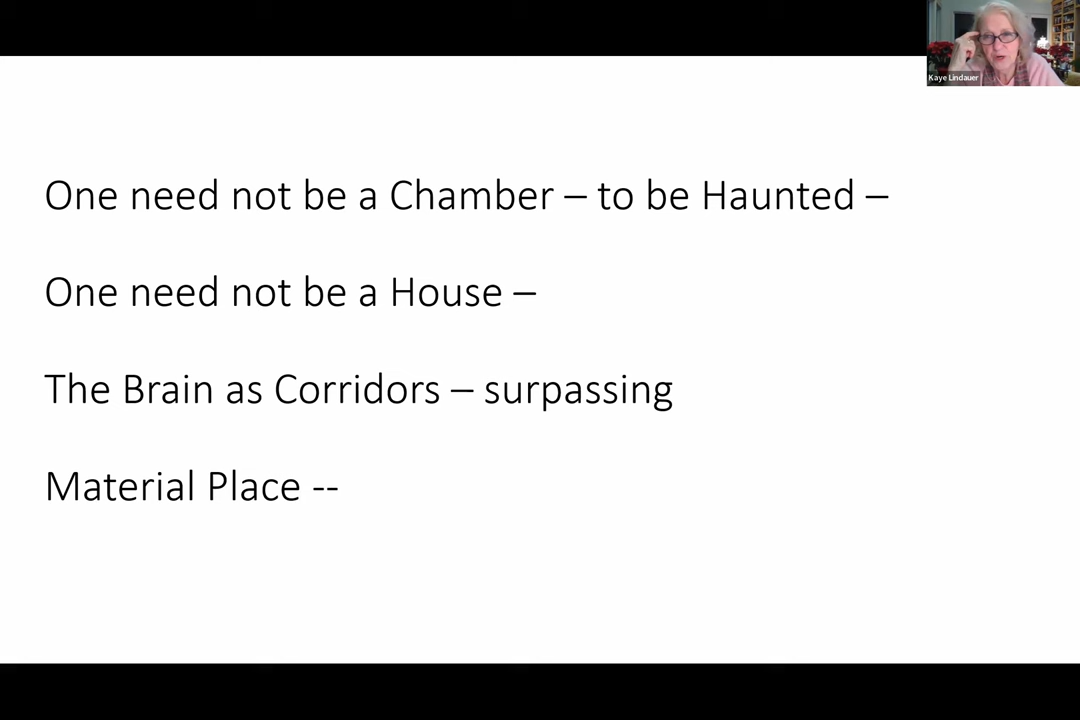 Kaye Lindauer
One need not be a Chamber – to be Haunted –
One need not be a House –
The Brain as Corridors – surpassing
Material Place --